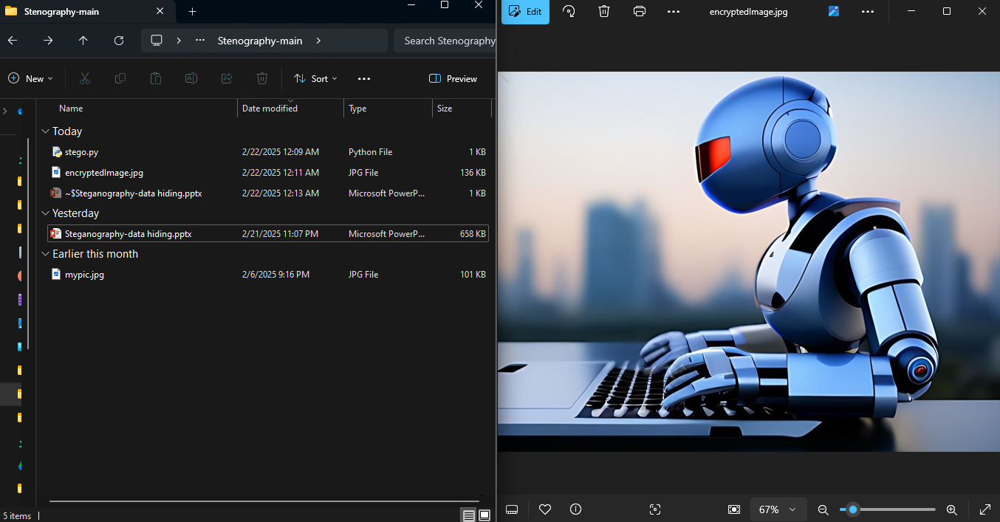 Stenography-main
Edit
encryptedImage.jpg
Stenography-main
Search Stenography
New
Sort
Preview
Name
Date modified
Type
Size
Today
stego.py 2/22/2025 12:09 AM Python File 1 KB
encryptedImage.jpg 2/22/2025 12:11 AM JPG File 136 KB
~$Steganography-data hiding.pptx 2/22/2025 12:13 AM Microsoft PowerP... 1 KB
Yesterday
Steganography-data hiding.pptx 2/21/2025 11:07 PM Microsoft PowerP... 658 KB
Earlier this month
mypic.jpg 2/6/2025 9:16 PM JPG File 101 KB
5 items
67%